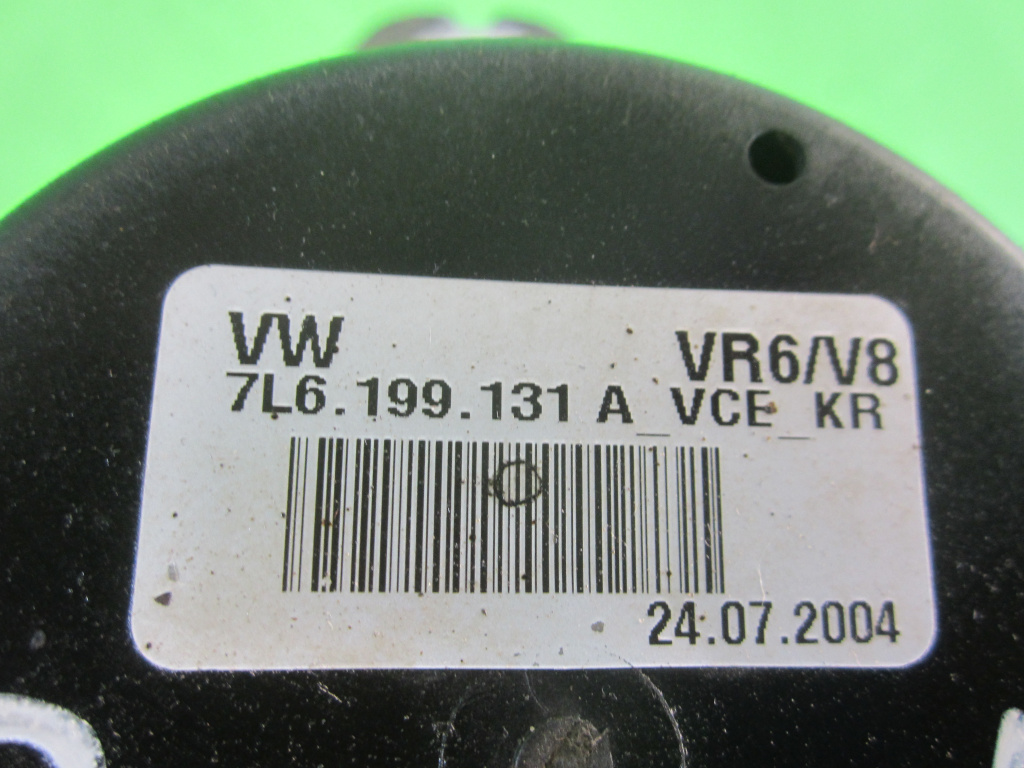 VW VR6/V8
7L6.199.131 A_VCE_KR
24.07.2004